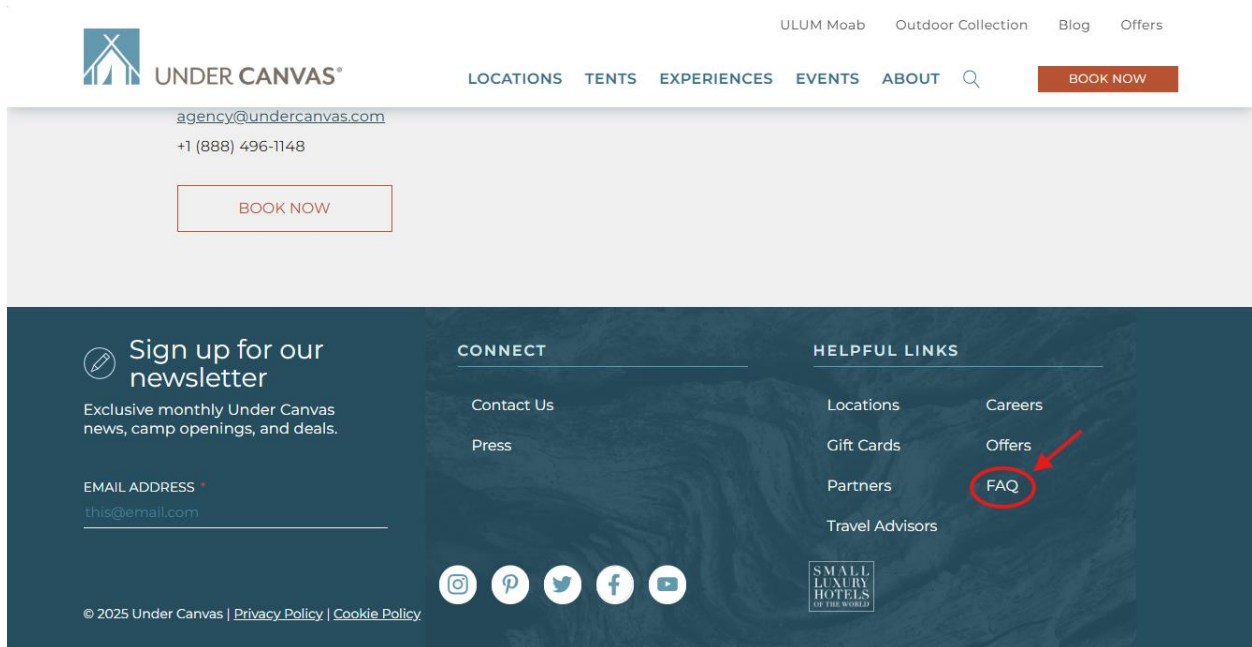 ULUM Moab Outdoor Collection Blog Offers
UNDER CANVAS®
LOCATIONS TENTS EXPERIENCES EVENTS ABOUT BOOK NOW
agency@undercanvas.com
+1 (888) 496-1148
BOOK NOW
Sign up for our
newsletter
Exclusive monthly Under Canvas
news, camp openings, and deals.
EMAIL ADDRESS *
this@email.com
© 2025 Under Canvas | Privacy Policy | Cookie Policy
CONNECT
Contact Us
Press
HELPFUL LINKS
Locations Careers
Gift Cards Offers
Partners FAQ
Travel Advisors
SMALL
LUXURY
HOTELS
OF THE WORLD